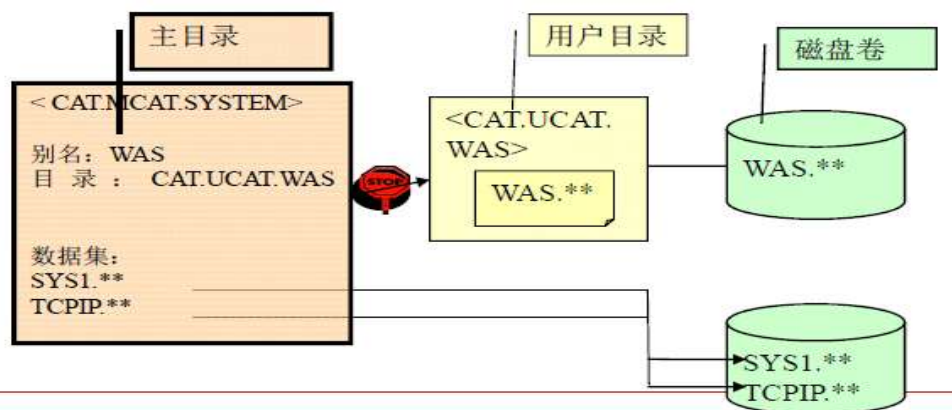 主目录
用户目录
磁盘卷
< CAT.MCAT.SYSTEM>
别名：WAS
目 录 ： CAT.UCAT.WAS
数据集：
SYS1.**
TCPIP.**
STOP
<CAT.UCAT.
WAS>
WAS.**
WAS.**
SYS1.**
TCPIP.**